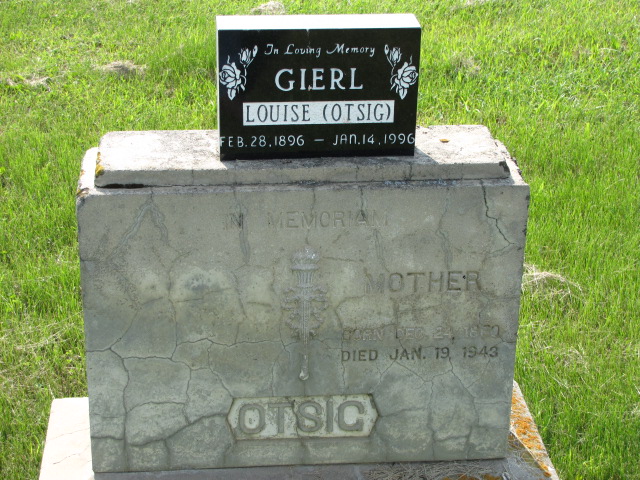 In Loving Memory
GIERL
LOUISE (OTSIG)
FEB. 28, 1896 — JAN. 14, 1996
IN MEMORIAM
MOTHER
BORN
DIED JAN. 19, 1943
OTSIG